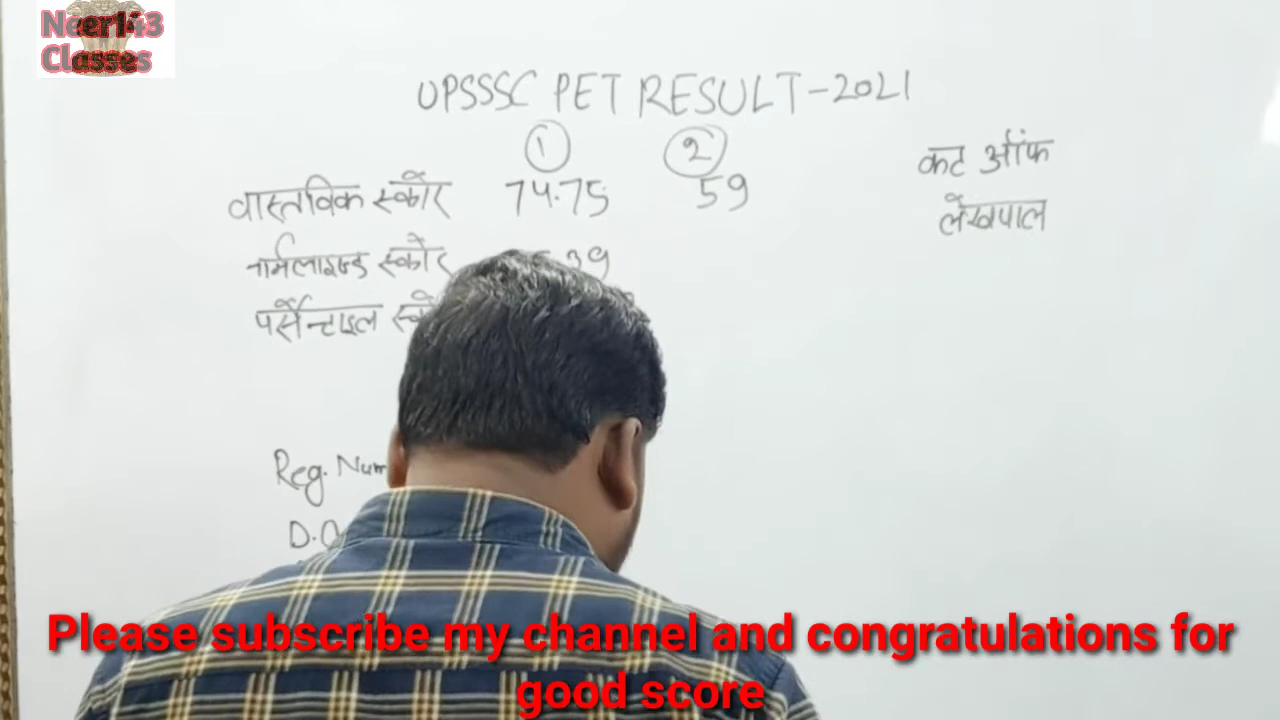 Neer143
Classes
UPSSSC PET RESULT-2021
① ②
वास्तविक स्कोर 74.75 59
कट ऑफ
लेखपाल
नार्मलाइज्ड स्कोर
पर्सेन्टाइल
Reg.
Please subscribe my channel and congratulations for
good score